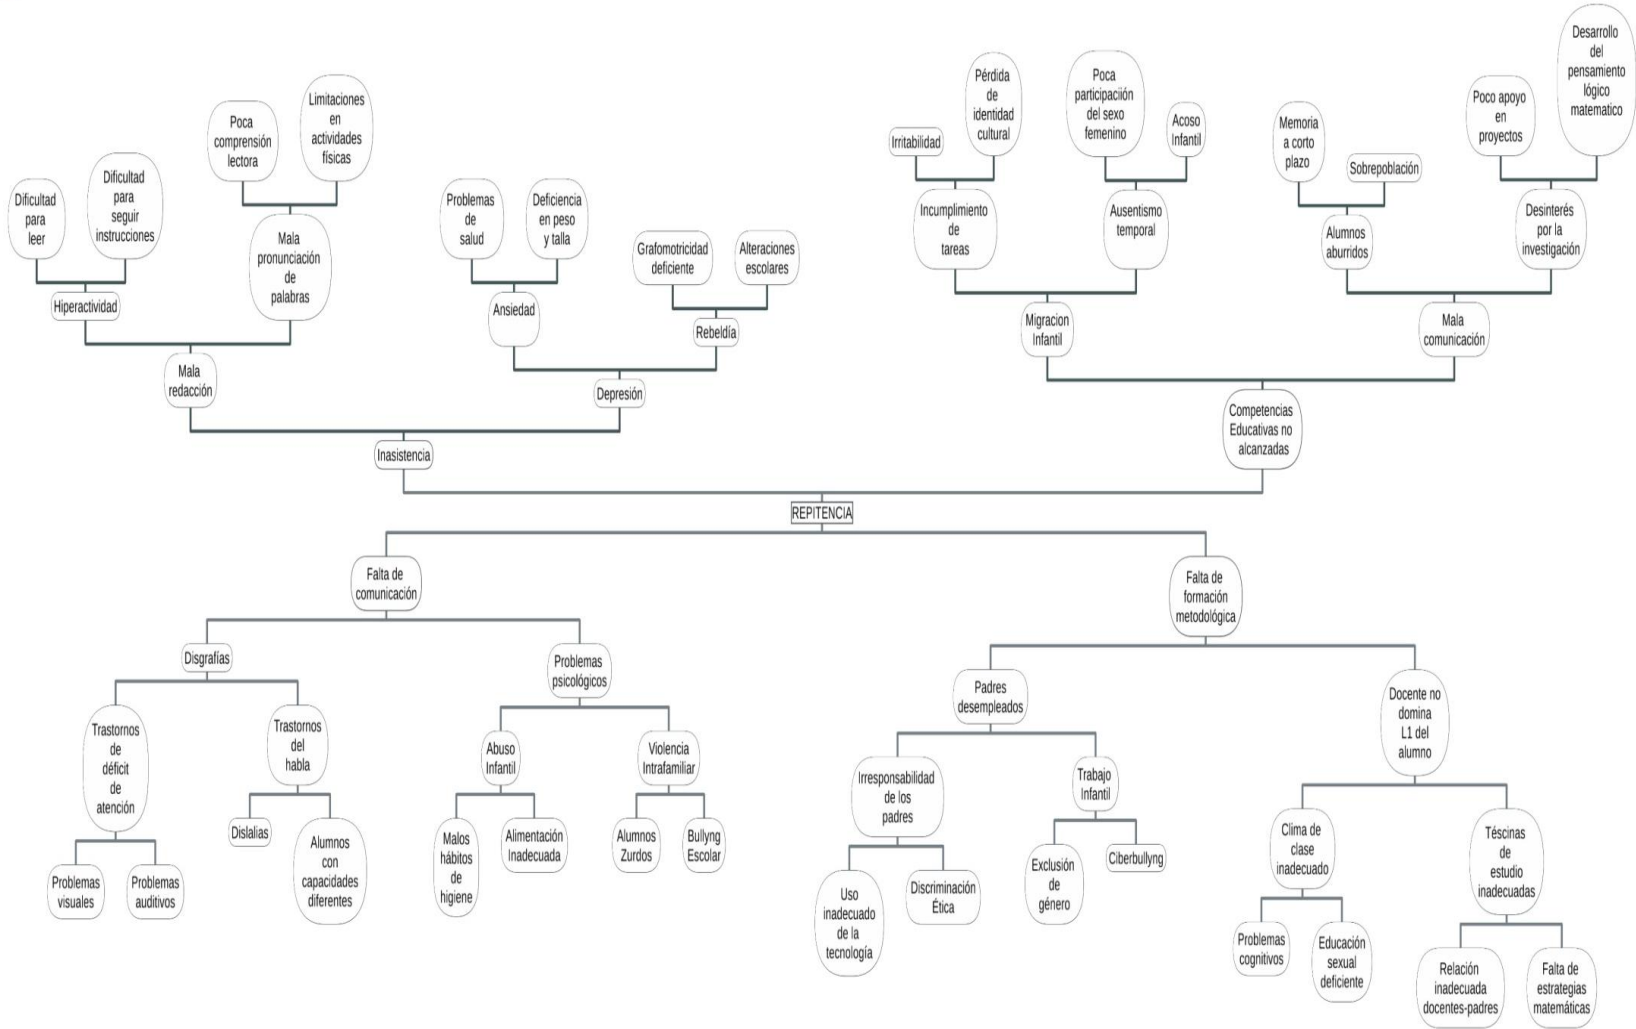 Desarrollo
del
pensamiento
lógico
matematico
Pérdida
de
identidad
cultural
Poca
participaciión
del sexo
femenino
Limitaciones
en
actividades
físicas
Poco apoyo
en
proyectos
Poca
comprensión
lectora
Acoso
Infantil
Memoria
a corto
plazo
Irritabilidad
Sobrepoblación
Dificultad
para
leer
Dificultad
para
seguir
instrucciones
Problemas
de
salud
Deficiencia
en peso
y talla
Incumplimiento
de
tareas
Ausentismo
temporal
Alumnos
aburridos
Desinterés
por la
investigación
Mala
pronunciación
de
palabras
Grafomotricidad
deficiente
Alteraciones
escolares
Hiperactividad
Ansiedad
Rebeldía
Migracion
Infantil
Mala
comunicación
Mala
redacción
Depresión
Competencias
Educativas no
alcanzadas
Inasistencia
REPITENCIA
Falta de
comunicación
Falta de
formación
metodológica
Disgrafías
Problemas
psicológicos
Padres
desempleados
Docente no
domina
L1 del
alumno
Trastornos
de
déficit
de
atención
Trastornos
del
habla
Abuso
Infantil
Violencia
Intrafamiliar
Irresponsabilidad
de los
padres
Trabajo
Infantil
Clima de
clase
inadecuado
Téscinas
de
estudio
inadecuadas
Problemas
visuales
Problemas
auditivos
Dislalias
Alumnos
con
capacidades
diferentes
Malos
hábitos
de
higiene
Alimentación
Inadecuada
Alumnos
Zurdos
Bullyng
Escolar
Uso
inadecuado
de la
tecnología
Discriminación
Ética
Exclusión
de
género
Ciberbullyng
Problemas
cognitivos
Educación
sexual
deficiente
Relación
inadecuada
docentes-padres
Falta de
estrategias
matemáticas